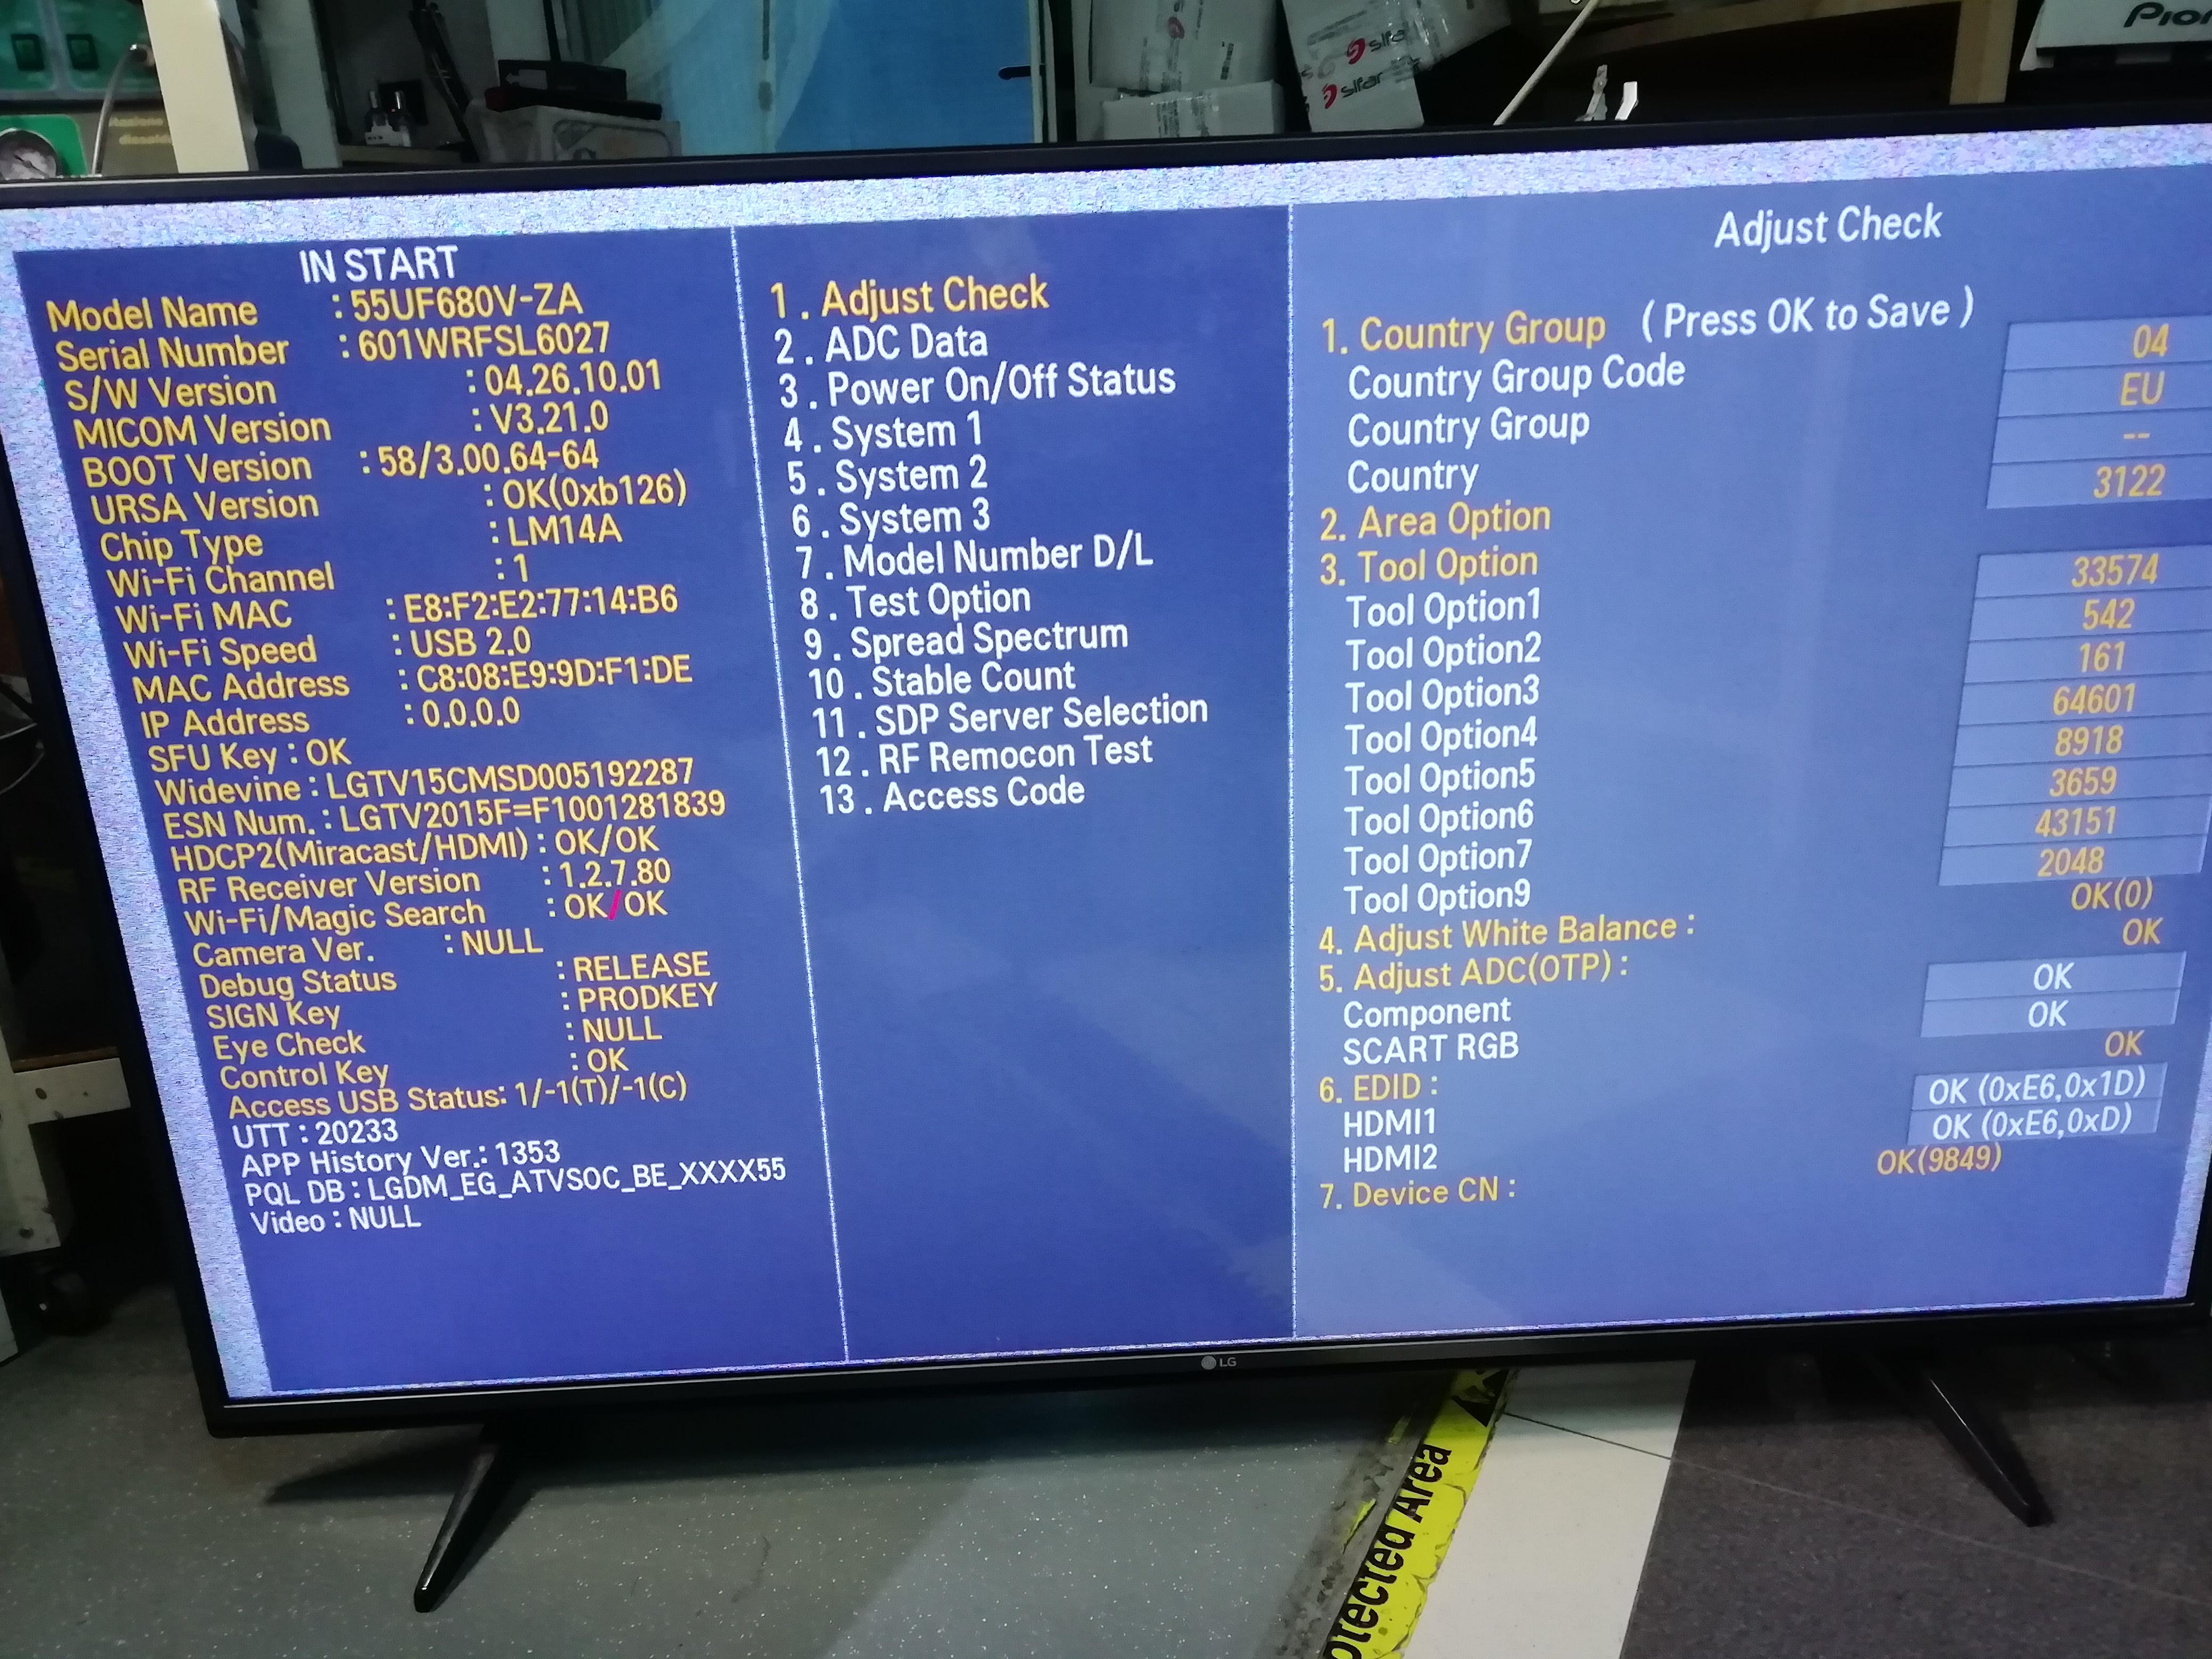 Pion
slfar
slfar
stazione
dissald
IN START
Model Name : 55UF680V-ZA
Serial Number : 601WRFSL6027
S/W Version : 04.26.10.01
MICOM Version : V3.21.0
BOOT Version : 58/3.00.64-64
URSA Version : OK(0xb126)
Chip Type : LM14A
Wi-Fi Channel : 1
Wi-Fi MAC : E8:F2:E2:77:14:B6
Wi-Fi Speed : USB 2.0
MAC Address : C8:08:E9:9D:F1:DE
IP Address : 0.0.0.0
SFU Key : OK
Widevine : LGTV15CMSD005192287
ESN Num. : LGTV2015F=F1001281839
HDCP2(Miracast/HDMI) : OK/OK
RF Receiver Version : 1.2.7.80
Wi-Fi/Magic Search : OK/OK
Camera Ver. : NULL
Debug Status : RELEASE
SIGN Key : PRODKEY
Eye Check : NULL
Control Key : OK
Access USB Status: 1/-1(T)/-1(C)
UTT : 20233
APP History Ver.: 1353
PQL DB : LGDM_EG_ATVSOC_BE_XXXX55
Video : NULL
1 . Adjust Check
2 . ADC Data
3 . Power On/Off Status
4 . System 1
5 . System 2
6 . System 3
7 . Model Number D/L
8 . Test Option
9 . Spread Spectrum
10 . Stable Count
11 . SDP Server Selection
12 . RF Remocon Test
13 . Access Code
Adjust Check
1. Country Group ( Press OK to Save )
Country Group Code 04
Country Group EU
Country --
2. Area Option 3122
3. Tool Option
Tool Option1 33574
Tool Option2 542
Tool Option3 161
Tool Option4 64601
Tool Option5 8918
Tool Option6 3659
Tool Option7 43151
Tool Option9 2048
4. Adjust White Balance : OK(0)
5. Adjust ADC(OTP) : OK
Component OK
SCART RGB OK
6. EDID : OK
HDMI1 OK (0xE6,0x1D)
HDMI2 OK (0xE6,0xD)
7. Device CN : OK(9849)
LG
otected Area